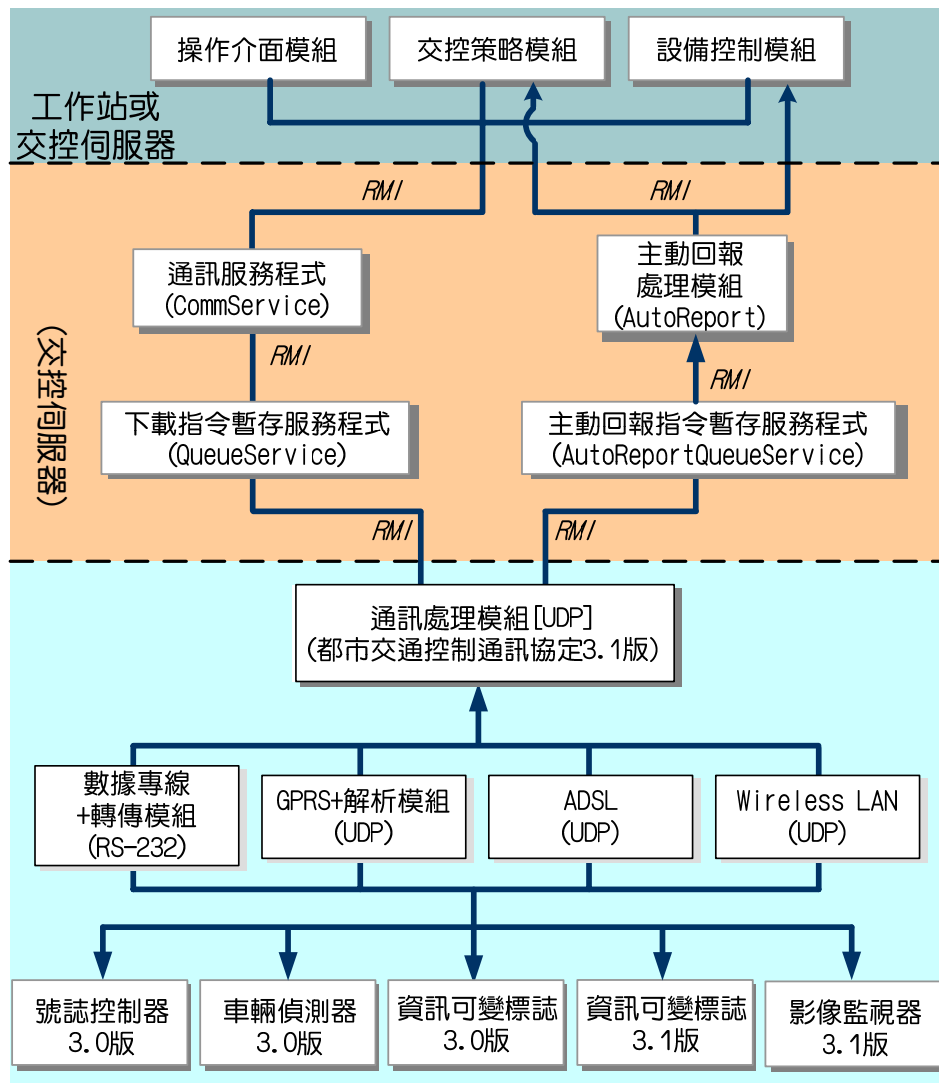 操作介面模組
交控策略模組
設備控制模組
工作站或
交控伺服器
RMI
RMI
通訊服務程式
(CommService)
主動回報
處理模組
(AutoReport)
(交控伺服器)
RMI
RMI
下載指令暫存服務程式
(QueueService)
主動回報指令暫存服務程式
(AutoReportQueueService)
RMI
RMI
通訊處理模組[UDP]
(都市交通控制通訊協定3.1版)
數據專線
+轉傳模組
(RS-232)
GPRS+解析模組
(UDP)
ADSL
(UDP)
Wireless LAN
(UDP)
號誌控制器
3.0版
車輛偵測器
3.0版
資訊可變標誌
3.0版
資訊可變標誌
3.1版
影像監視器
3.1版